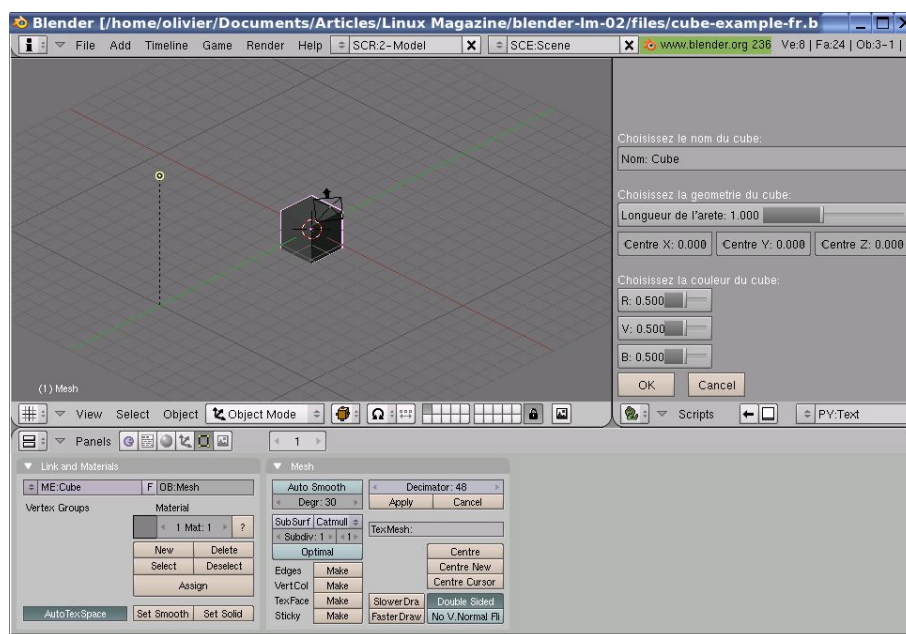 Blender [/home/olivier/Documents/Articles/Linux Magazine/blender-lm-02/files/cube-example-fr.b
File Add Timeline Game Render Help SCR:2-Model SCE:Scene www.blender.org 236 Ve:8 | Fa:24 | Ob:3-1 |
Choisissez le nom du cube:
Nom: Cube
Choisissez la geometrie du cube:
Longueur de l'arete: 1.000
Centre X: 0.000 Centre Y: 0.000 Centre Z: 0.000
Choisissez la couleur du cube:
R: 0.500
V: 0.500
B: 0.500
OK Cancel
(1) Mesh
View Select Object Object Mode
Scripts PY:Text
Panels 1
Link and Materials
ME:Cube F OB:Mesh
Vertex Groups Material
1 Mat: 1 ?
New Delete
Select Deselect
Assign
AutoTexSpace Set Smooth Set Solid
Mesh
Auto Smooth Decimator: 48
Degr: 30 Apply Cancel
SubSurf Catmull
Subdiv: 1 1 TexMesh:
Optimal Centre
Edges Make Centre New
VertCol Make Centre Cursor
TexFace Make SlowerDra Double Sided
Sticky Make FasterDraw No V.Normal Fli